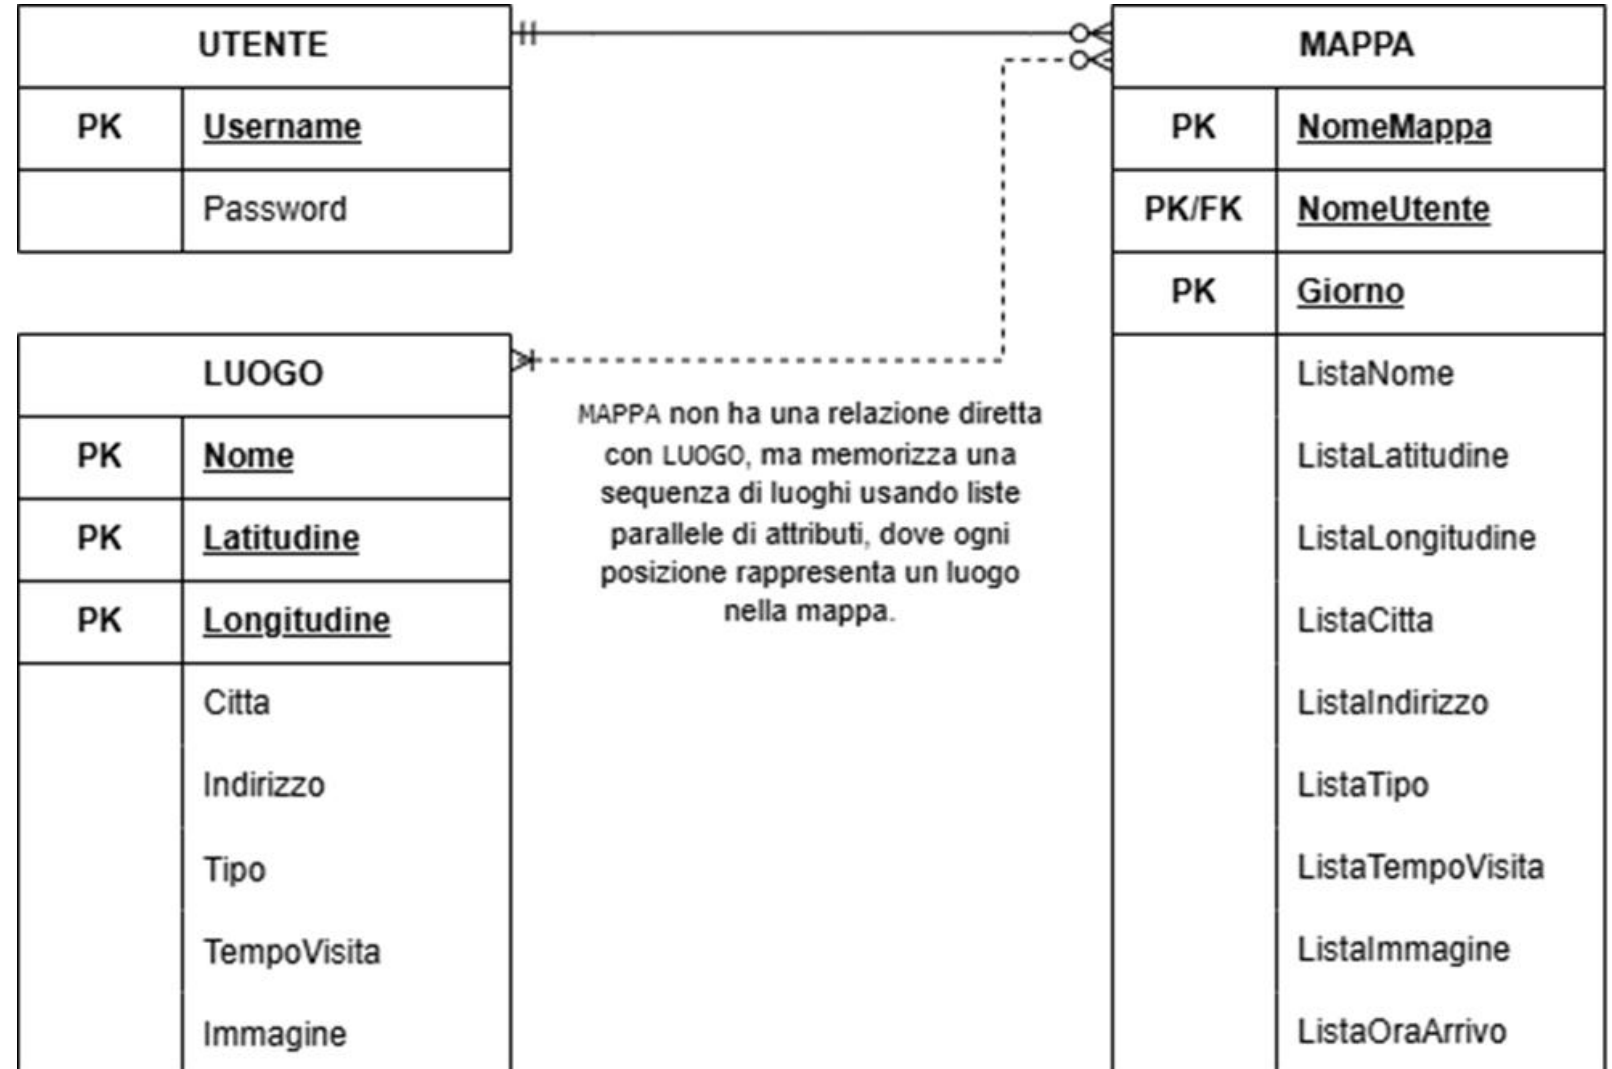 UTENTE
PK Username
Password
LUOGO
PK Nome
PK Latitudine
PK Longitudine
Citta
Indirizzo
Tipo
TempoVisita
Immagine
MAPPA non ha una relazione diretta
con LUOGO, ma memorizza una
sequenza di luoghi usando liste
parallele di attributi, dove ogni
posizione rappresenta un luogo
nella mappa.
MAPPA
PK NomeMappa
PK/FK NomeUtente
PK Giorno
ListaNome
ListaLatitudine
ListaLongitudine
ListaCitta
ListaIndirizzo
ListaTipo
ListaTempoVisita
ListaImmagine
ListaOraArrivo